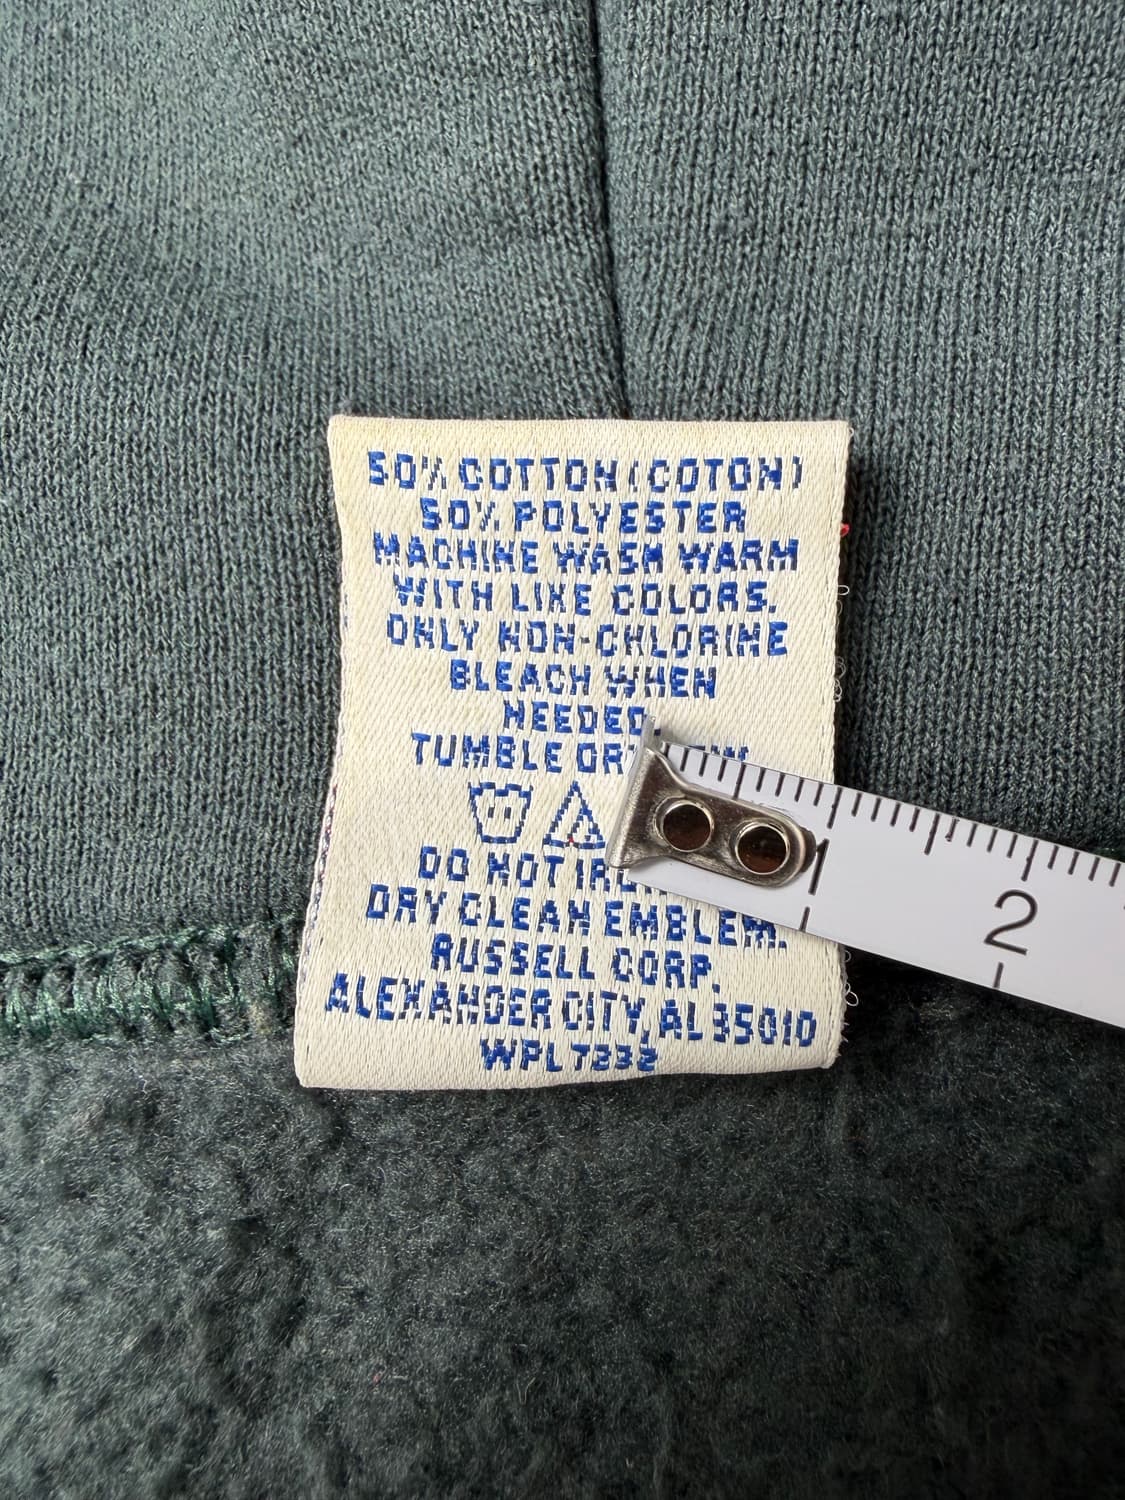 50% COTTON (COTON)
50% POLYESTER
MACHINE WASH WARM
WITH LIKE COLORS.
ONLY NON-CHLORINE
BLEACH WHEN
NEEDED.
TUMBLE
DO NOT
DRY CLEAN EMBLEM.
RUSSELL CORP.
ALEXANDER CITY, AL 35010
WPL 7232
1
2